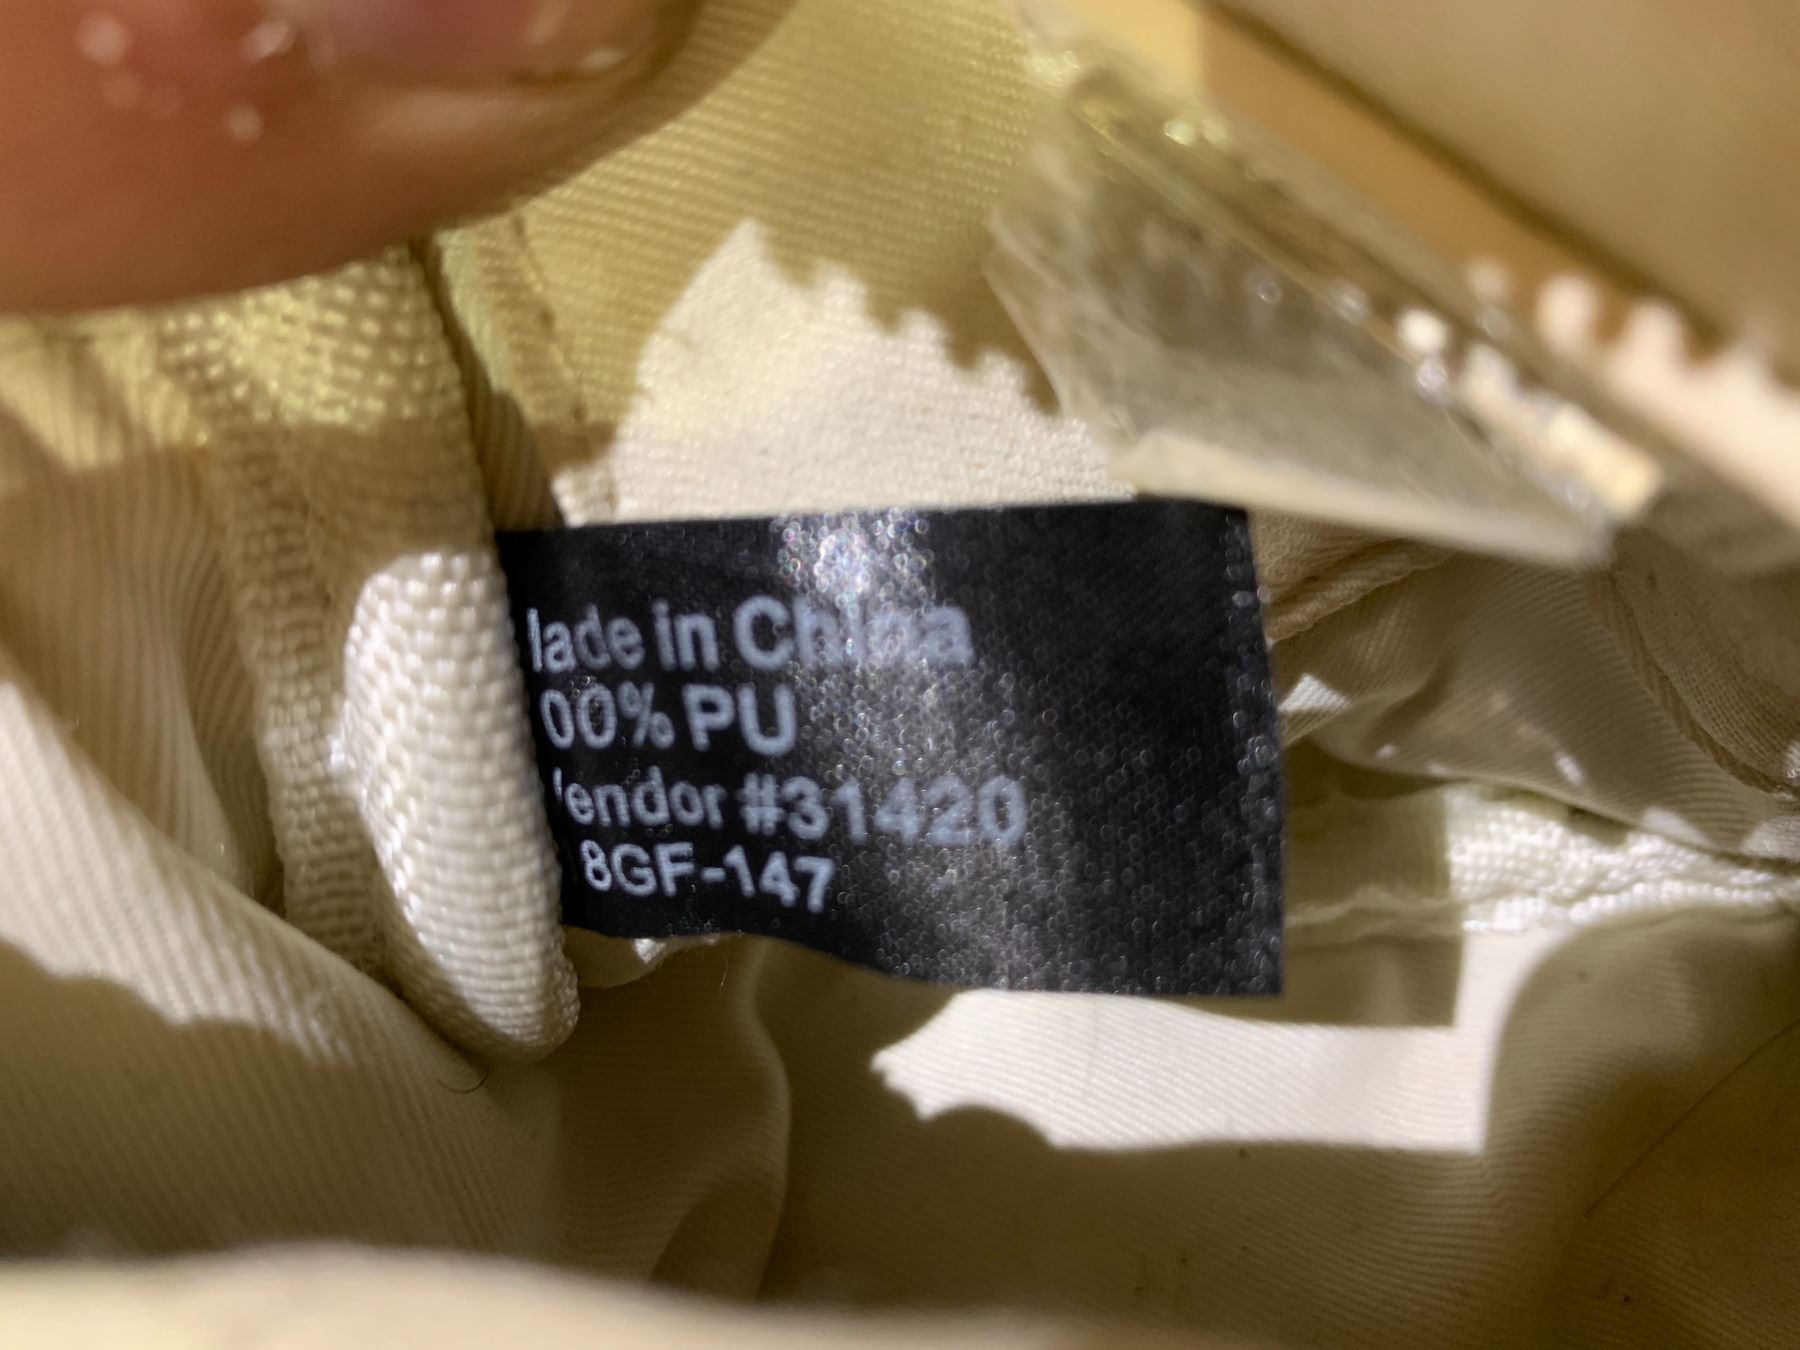 lade in China
00% PU
endor #31420
8GF-147